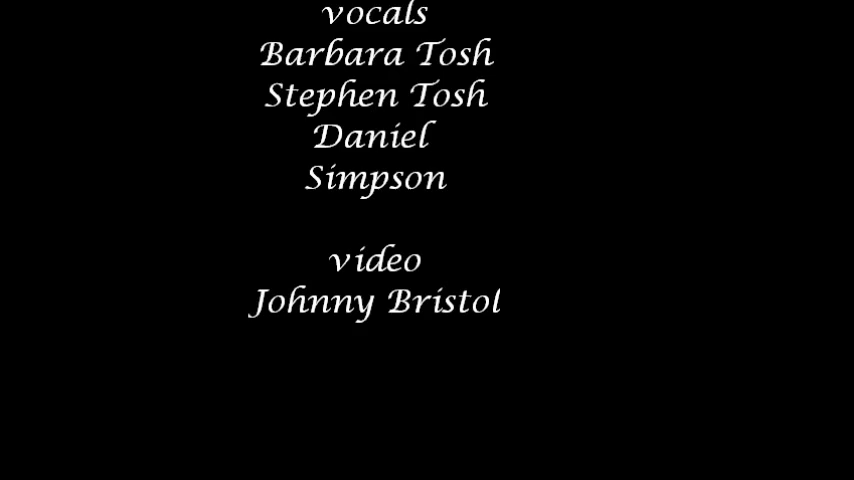 vocals
Barbara Tosh
Stephen Tosh
Daniel
Simpson
video
Johnny Bristol